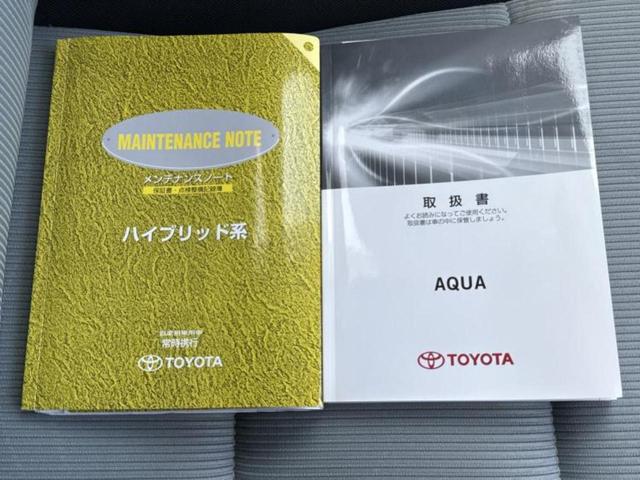 MAINTENANCE NOTE
メンテナンスノート
保証書・点検整備記録簿
ハイブリッド系
自家用乗用車
常時携行
TOYOTA
取扱書
よくお読みになってご使用ください。
取扱書は車の中に保管しましょう。
AQUA
TOYOTA